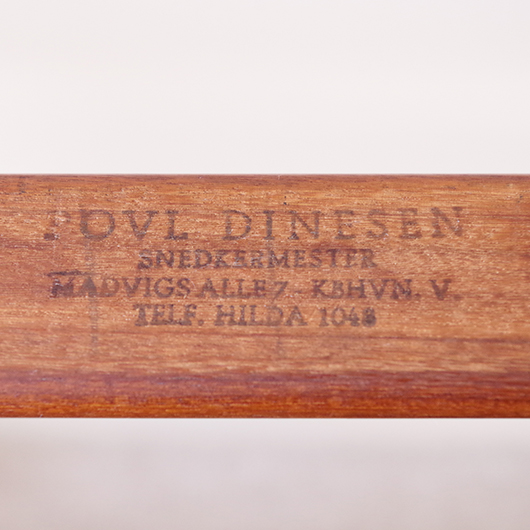 POVL DINESEN
SNEDKERMESTER
MADVIGS ALLE 7 - KBHVN. V.
TELF. HILDA 1048